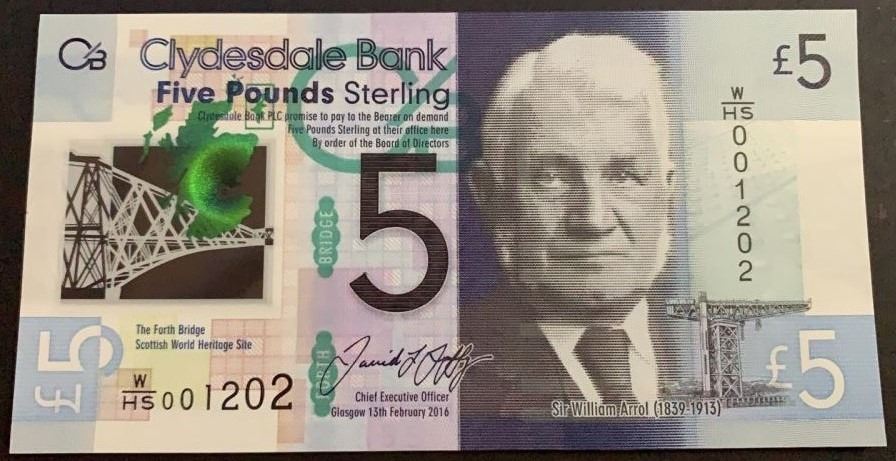 CB
Clydesdale Bank
Five Pounds Sterling
Clydesdale Bank PLC promise to pay to the Bearer on demand
Five Pounds Sterling at their office here
By order of the Board of Directors
5
BRIDGE
FORTH
The Forth Bridge
Scottish World Heritage Site
£5
W/HS 001202
Chief Executive Officer
Glasgow 13th February 2016
£5
W/HS 001202
£5
Sir William Arrol (1839-1913)